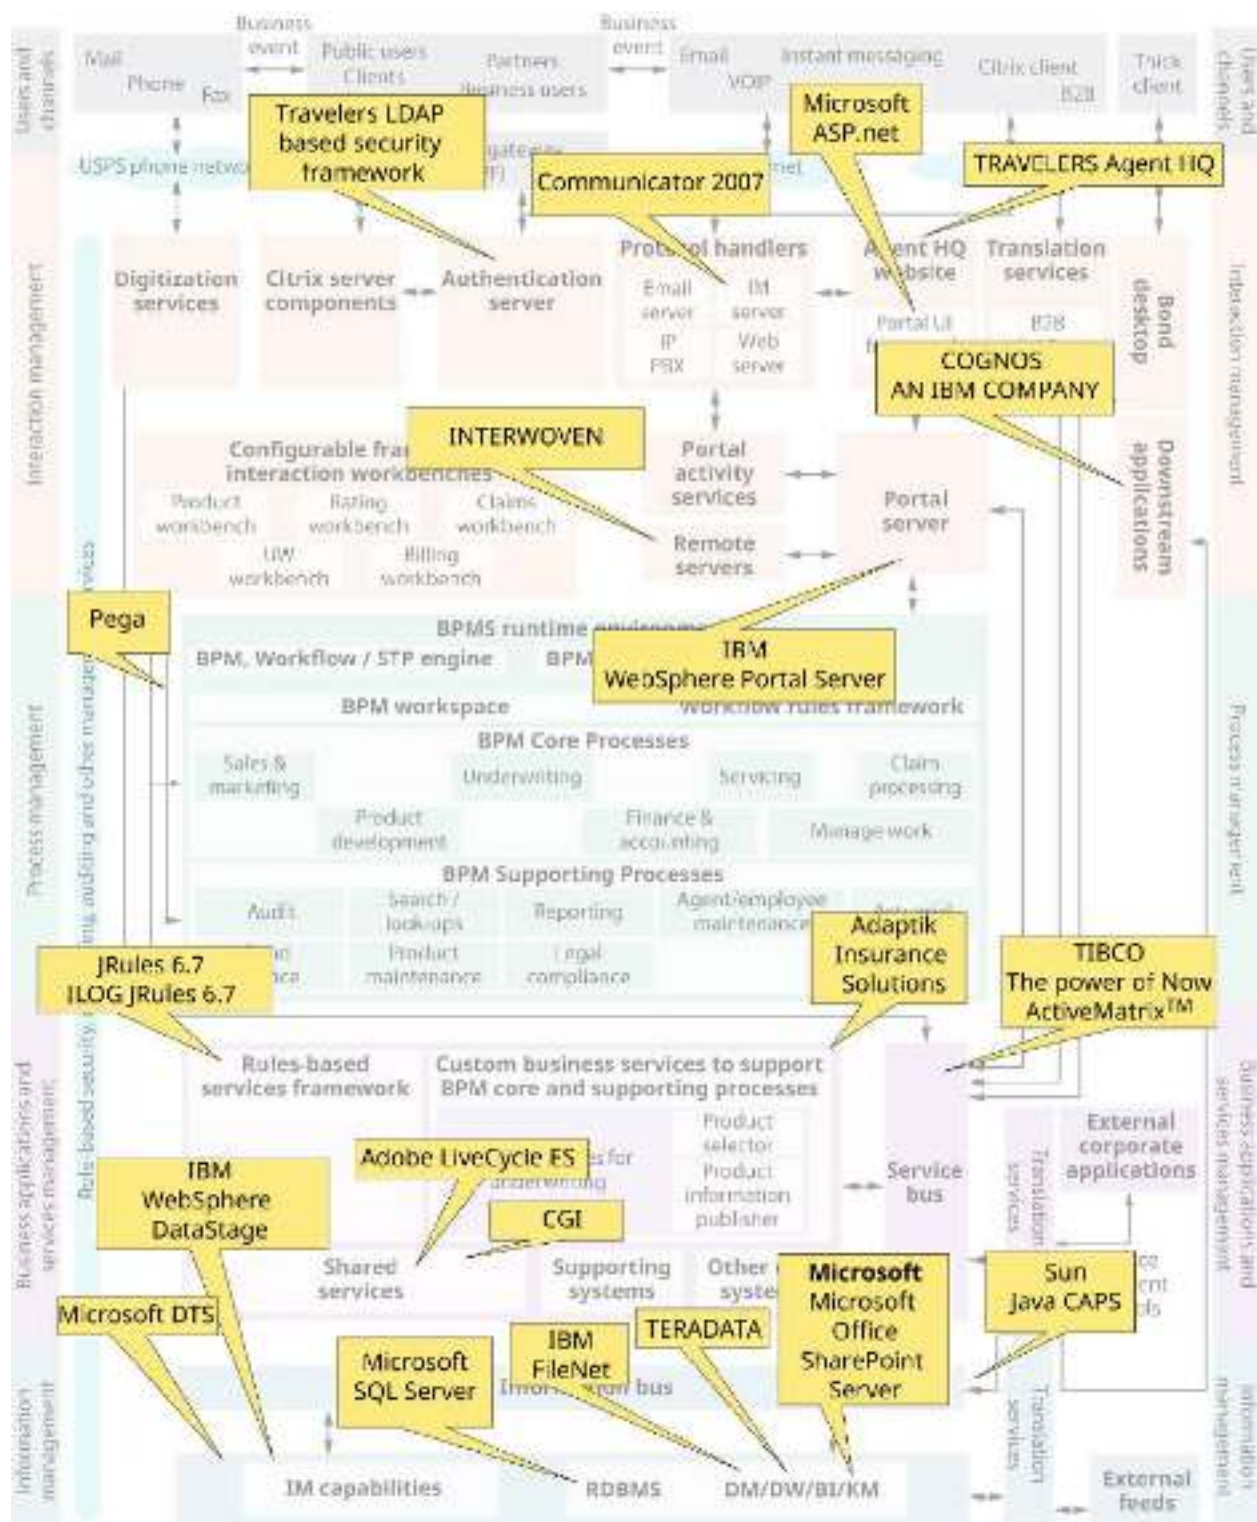 Business
event
Business
event
Users and
channels
Mail
Phone
Fax
Public users
Clients
Partners
Business users
Email
VOIP
Instant messaging
Citrix client
B2B
Thick
client
Users and
channels
Travelers LDAP
based security
framework
Microsoft
ASP.net
USPS phone
gateway
Communicator 2007
TRAVELERS Agent HQ
Interaction management
Digitization
services
Citrix server
components
Authentication
server
Protocol handlers
Email
server
IM
server
IP
PBX
Web
server
Agent HQ
website
Portal UI
Translation
services
B2B
Bond
desktop
Interaction management
COGNOS
AN IBM COMPANY
INTERWOVEN
Configurable
interaction workbenches
Product
workbench
Rating
workbench
Claims
workbench
UW
workbench
Billing
workbench
Portal
activity
services
Remote
servers
Portal
server
Downstream
applications
Pega
Process management
Role-based security,
auditing and other
BPMS runtime
BPM, Workflow / STP engine
BPM
IBM
WebSphere Portal Server
BPM workspace
Workflow rules framework
BPM Core Processes
Sales &
marketing
Underwriting
Servicing
Claim
processing
Product
development
Finance &
accounting
Manage work
BPM Supporting Processes
Audit
Search /
look-ups
Reporting
Agent/employee
maintenance
Product
maintenance
Legal
compliance
Process management
JRules 6.7
ILOG JRules 6.7
Adaptik
Insurance
Solutions
TIBCO
The power of Now
ActiveMatrix™
Business applications and
services management
Rules-based
services framework
Custom business services to support
BPM core and supporting processes
Product
selector
for
underwriting
Product
information
publisher
Service
bus
Translation
services
External
corporate
applications
Business applications and
services management
IBM
WebSphere
DataStage
Adobe LiveCycle ES
CGI
Shared
services
Supporting
systems
Other
Microsoft
Microsoft
Office
SharePoint
Server
Sun
Java CAPS
Microsoft DTS
Microsoft
SQL Server
IBM
FileNet
TERADATA
Information
management
bus
IM capabilities
RDBMS
DM/DW/BI/KM
Translation
services
External
feeds
Information
management